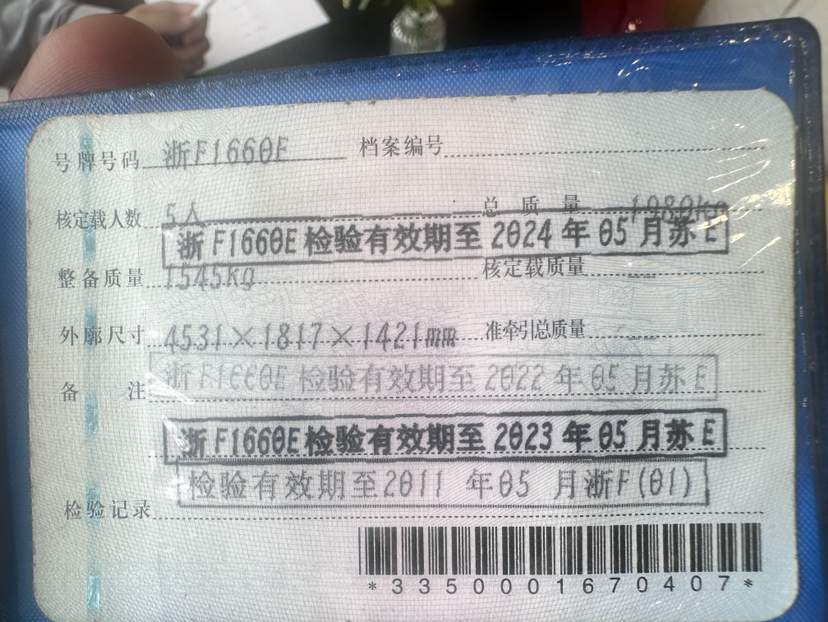 号牌号码 浙F1660E 档案编号
核定载人数 5人 总质量 1980kg
浙F1660E检验有效期至2024年05月苏E
整备质量 1545kg 核定载质量 ---
外廓尺寸 4531×1817×1421mm 准牵引总质量 ---
备注 浙F1660E检验有效期至2022年05月苏E
浙F1660E检验有效期至2023年05月苏E
检验有效期至2011年05月浙F(01)
检验记录
*3350001670407*